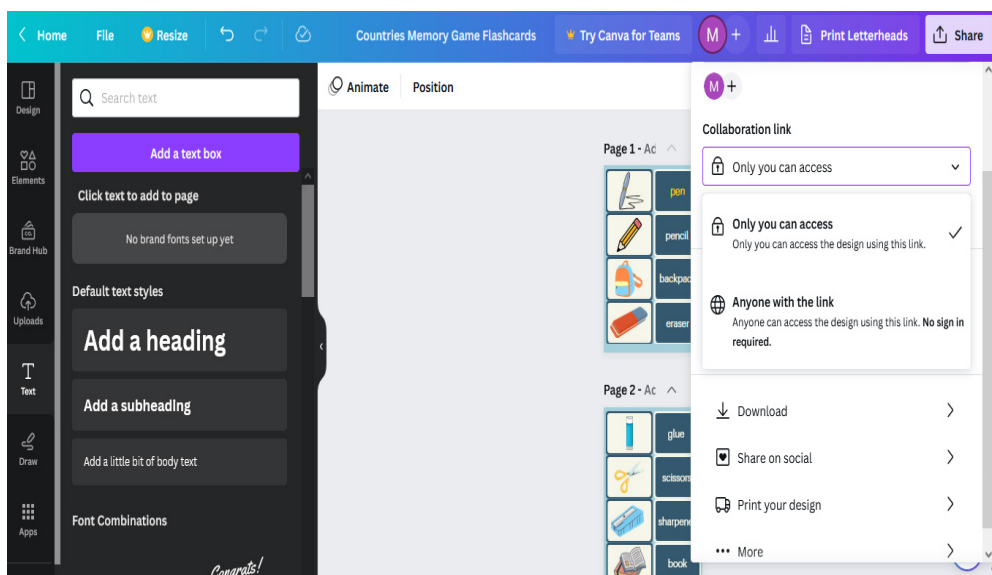 Home File Resize Countries Memory Game Flashcards Try Canva for Teams M + Print Letterheads Share
Design
Elements
CO.
Brand Hub
Uploads
T
Text
Draw
Apps
Search text
Add a text box
Click text to add to page
No brand fonts set up yet
Default text styles
Add a heading
Add a subheading
Add a little bit of body text
Font Combinations
Congrats!
Animate Position
Page 1 - Ad
pen
pencil
backpac
eraser
Page 2 - Ac
glue
scissors
sharpene
book
M +
Collaboration link
Only you can access
Only you can access
Only you can access the design using this link.
Anyone with the link
Anyone can access the design using this link. No sign in
required.
Download
Share on social
Print your design
More